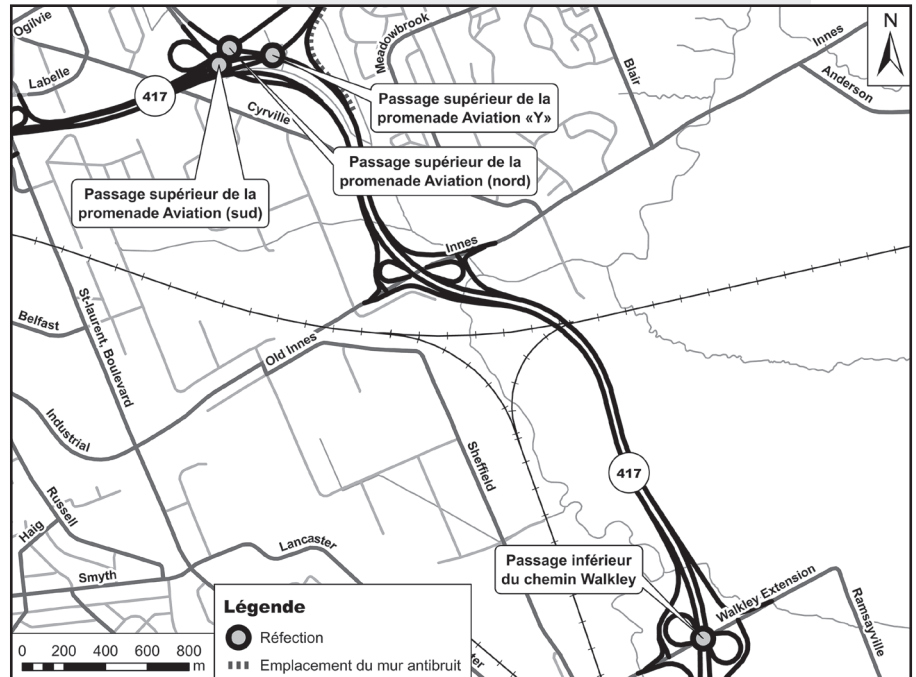 Ogilvie
Meadowbrook
N
Innes
Labelle
Blair
Anderson
417
Cyrville
Passage supérieur de la
promenade Aviation «Y»
Passage supérieur de la
promenade Aviation (nord)
Passage supérieur de la
promenade Aviation (sud)
Innes
St-laurent, Boulevard
Belfast
Old Innes
Industrial
Sheffield
417
Russell
Haig
Lancaster
Smyth
Passage inférieur
du chemin Walkley
Walkley Extension
Ramsayville
Légende
Réfection
Emplacement du mur antibruit
0 200 400 600 800
m